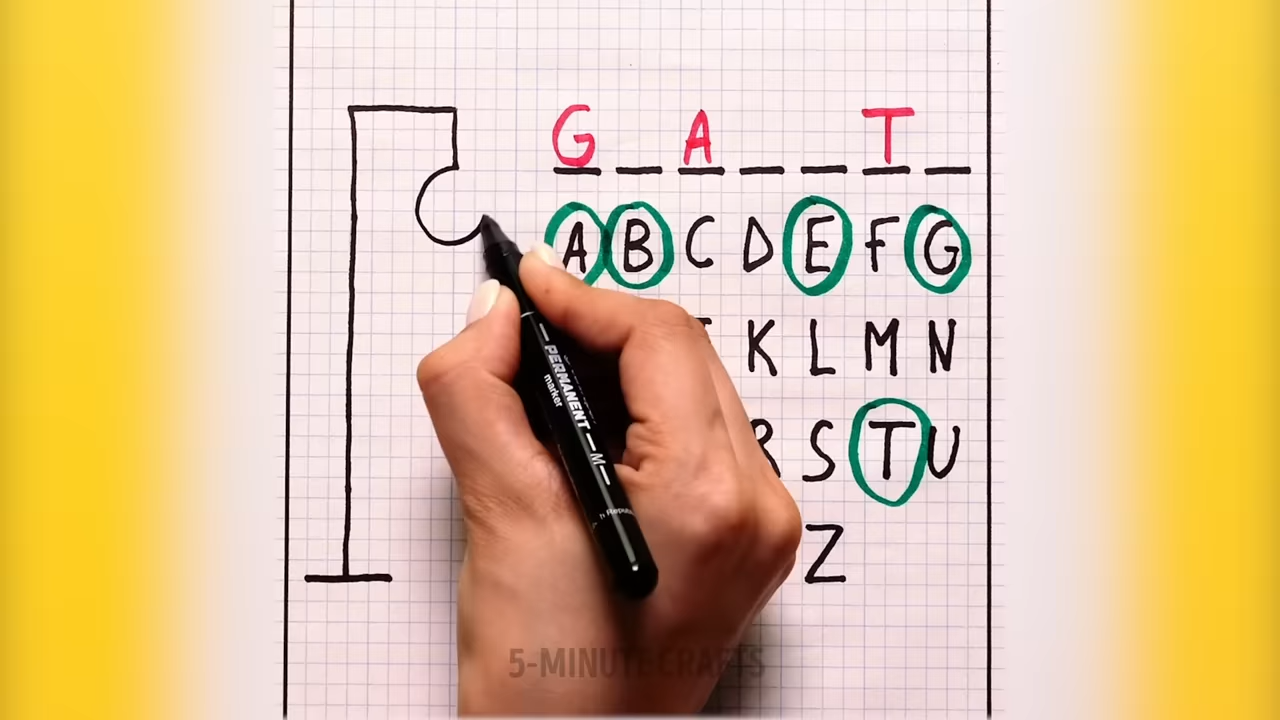 G _ A _ _ T _
A B C D E F G
K L M N
S T U
Z
PERMANENT
marker
M
5-MINUTE CRAFTS